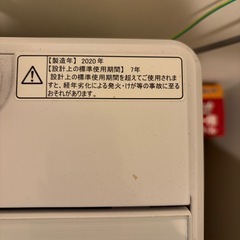 【製造年】2020年
【設計上の標準使用期間】 7年
設計上の標準使用期間を超えてご使用されま
すと、経年劣化による発火・けが等の事故に至る
おそれがあります。